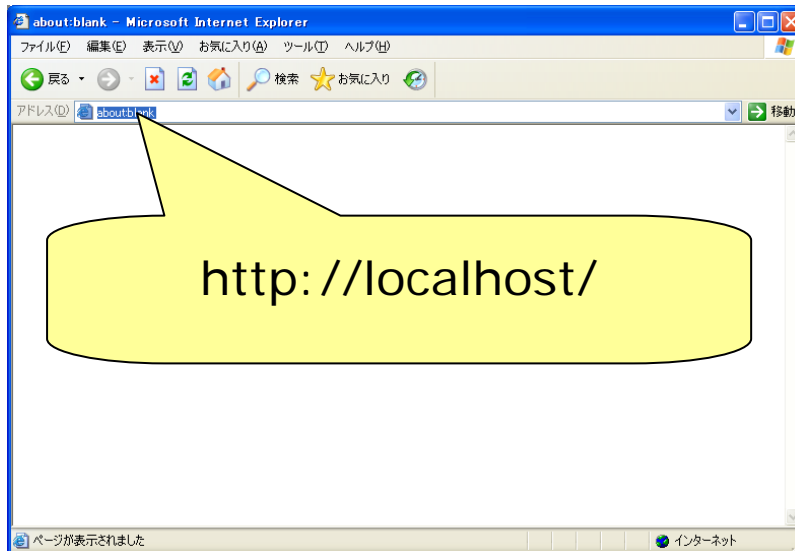 about:blank - Microsoft Internet Explorer
ファイル(F) 編集(E) 表示(V) お気に入り(A) ツール(T) ヘルプ(H)
戻る 検索 お気に入り
アドレス(D) about:blank 移動
http://localhost/
ページが表示されました インターネット